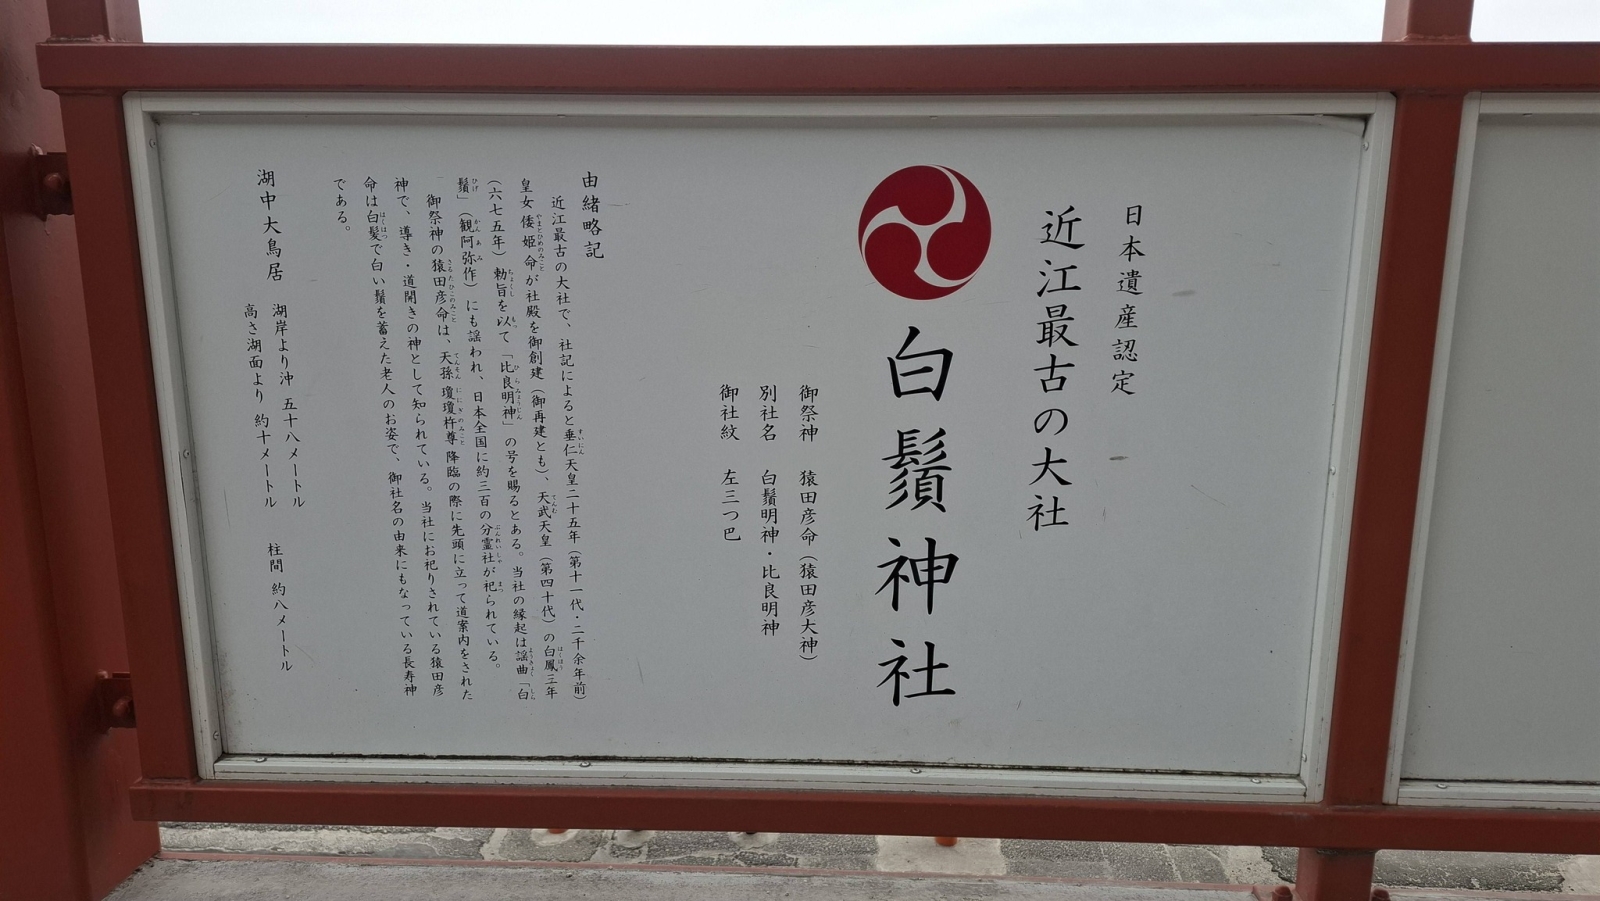 日本遺産認定
近江最古の大社
白鬚神社
御祭神 猿田彦命（猿田彦大神）
別社名 白鬚明神・比良明神
御社紋 左三つ巴
由緒略記
近江最古の大社で、社記によると垂仁天皇二十五年（第十一代・二千余年前）
皇女倭姫命が社殿を御創建（御再建とも）、天武天皇（第四十代）の白鳳三年
（六七五年）勅旨を以て「比良明神」の号を賜るとある。当社の縁起は謡曲「白
鬚」（観阿弥作）にも謡われ、日本全国に約三百の分霊社が祀られている。
御祭神の猿田彦命は、天孫瓊瓊杵尊降臨の際に先頭に立って道案内をされた
神で、導き・道開きの神として知られている。当社にお祀りされている猿田彦
命は白髪で白い鬚を蓄えた老人のお姿で、御社名の由来にもなっている長寿神
である。
湖中大鳥居 湖岸より沖 五十八メートル 柱間 約八メートル
高さ湖面より 約十メートル